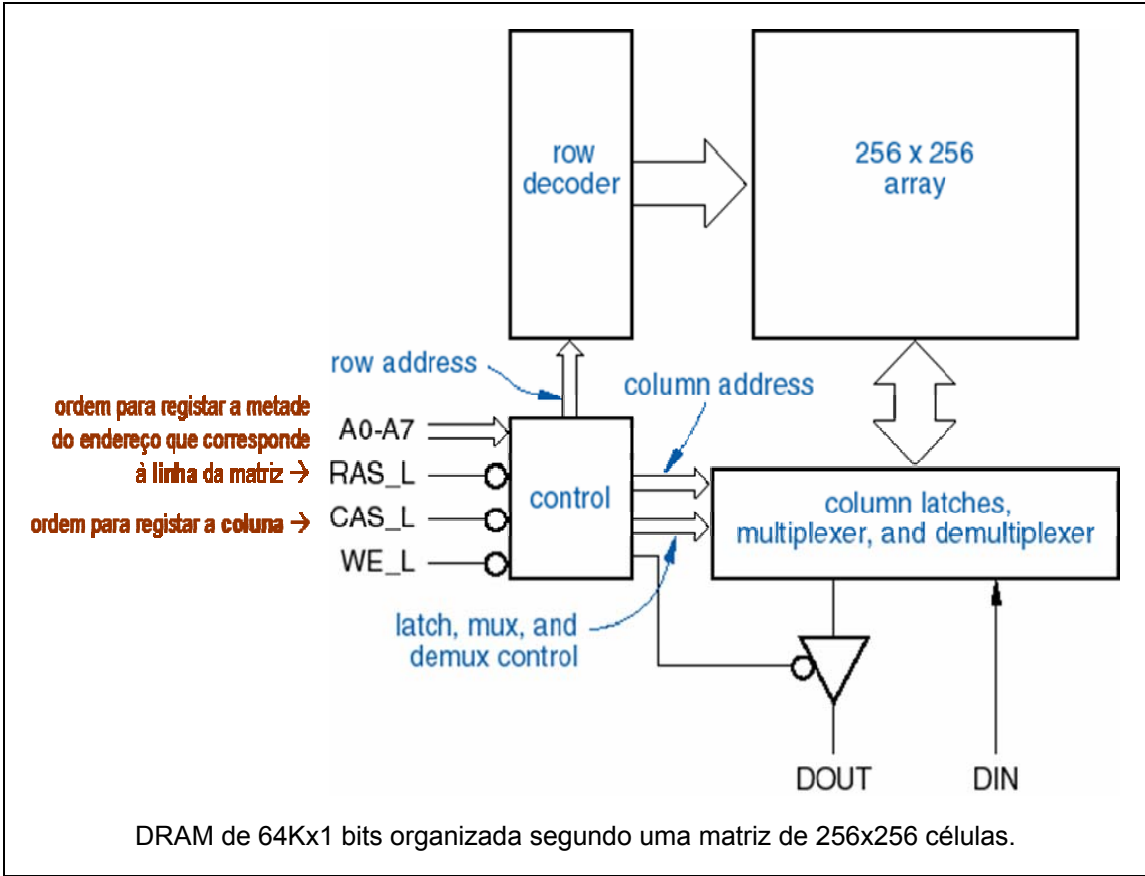 row
decoder
256 x 256
array
row address
column address
ordem para registar a metade
do endereço que corresponde
à linha da matriz →
ordem para registar a coluna →
A0-A7
RAS_L
CAS_L
WE_L
control
column latches,
multiplexer, and demultiplexer
latch, mux, and
demux control
DOUT
DIN
DRAM de 64Kx1 bits organizada segundo uma matriz de 256x256 células.